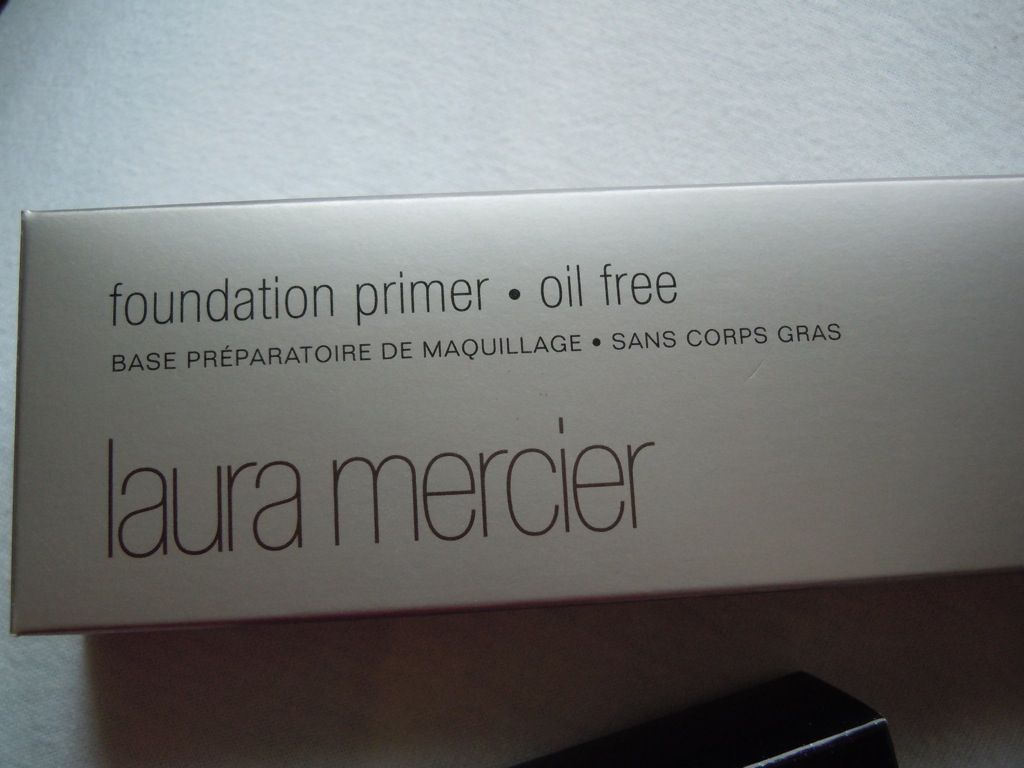 foundation primer • oil free
BASE PRÉPARATOIRE DE MAQUILLAGE • SANS CORPS GRAS
laura mercier